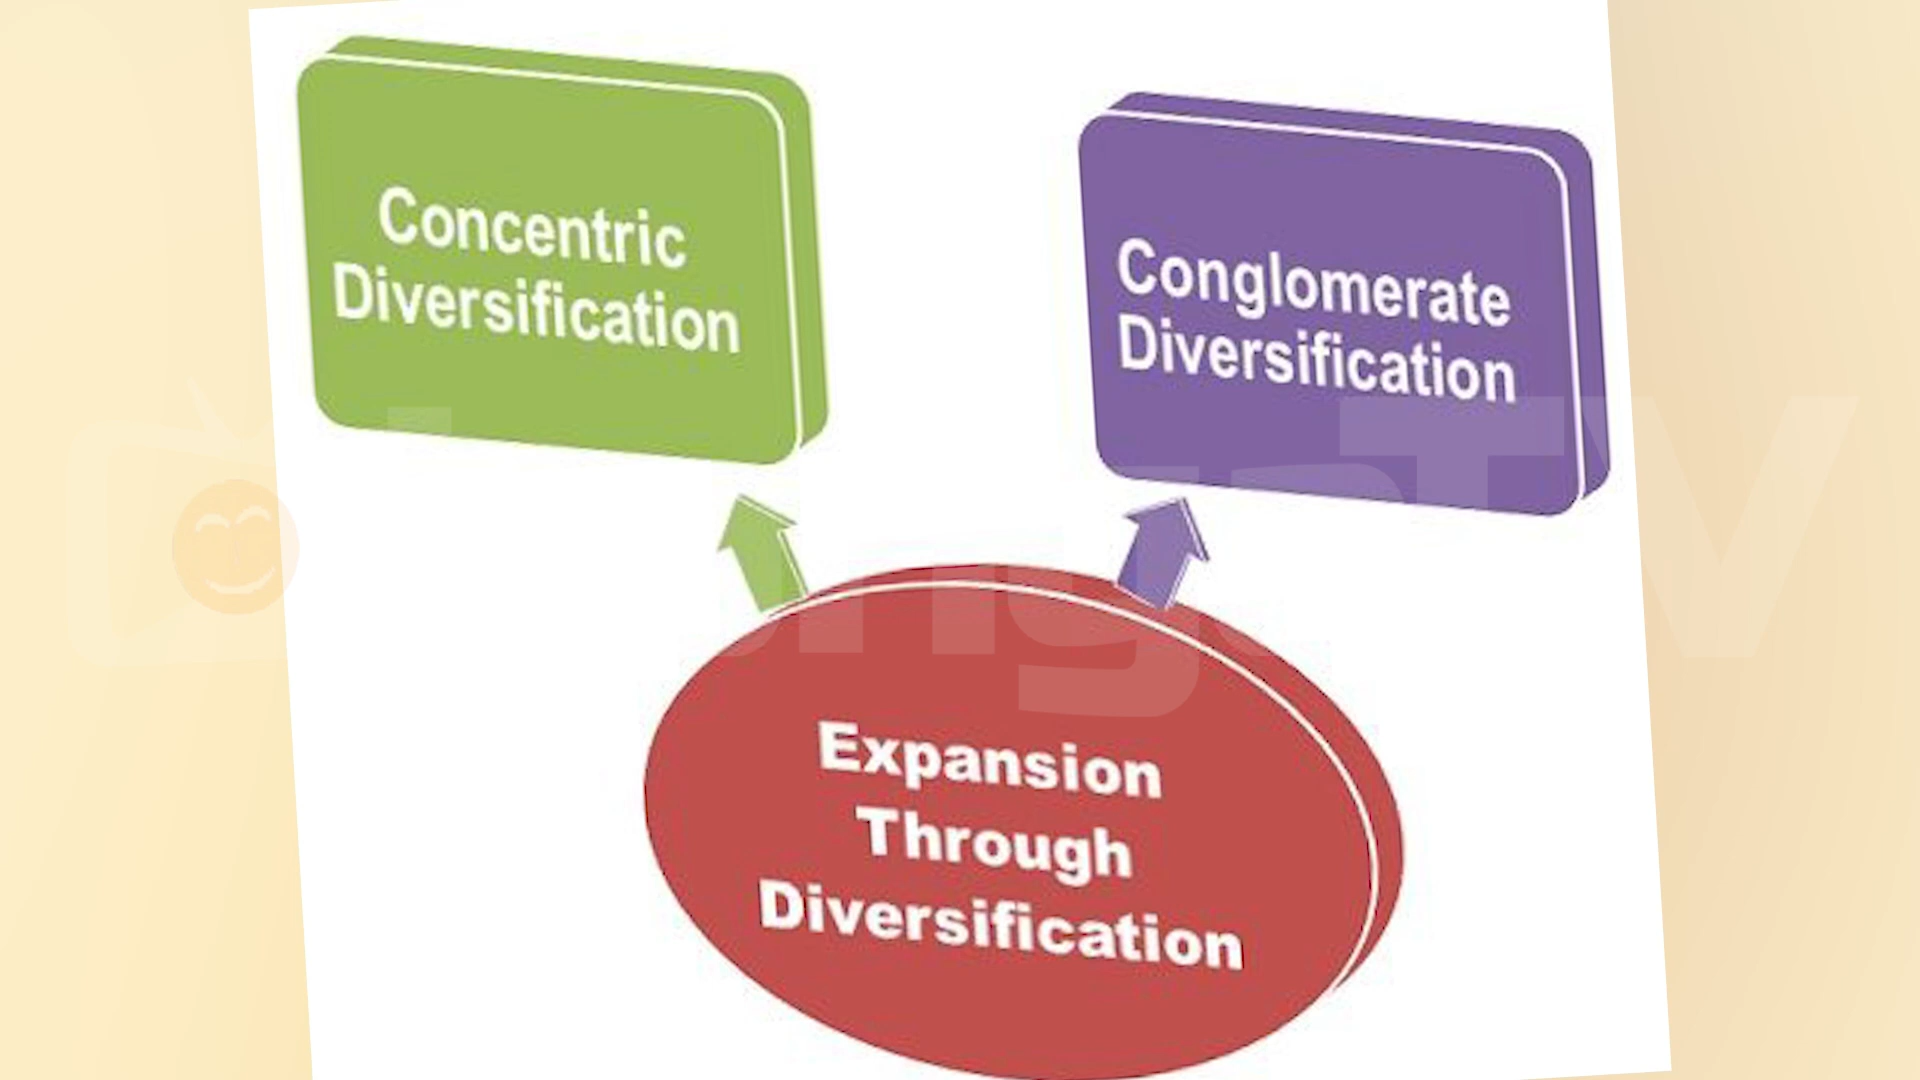 Concentric
Diversification
Conglomerate
Diversification
Expansion
Through
Diversification